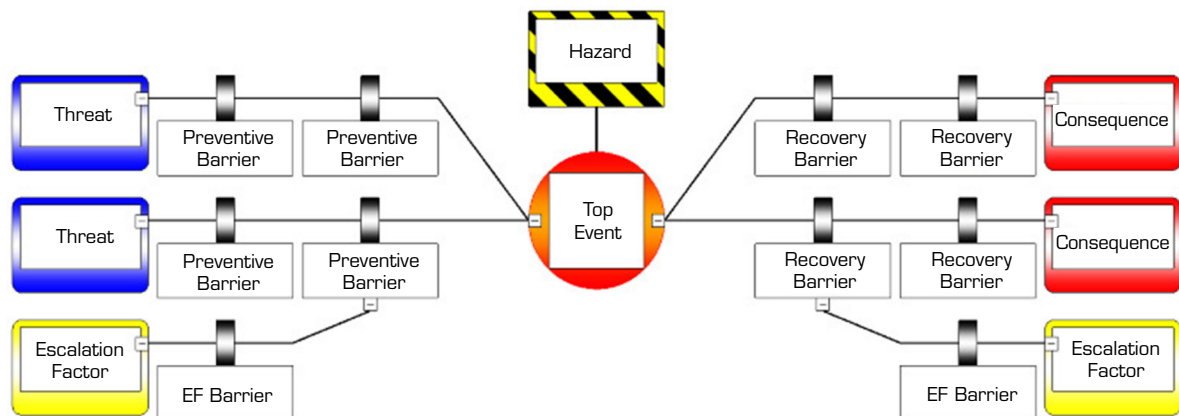 Hazard
Threat
Preventive
Barrier
Preventive
Barrier
Recovery
Barrier
Recovery
Barrier
Consequence
Top
Event
Threat
Preventive
Barrier
Preventive
Barrier
Recovery
Barrier
Recovery
Barrier
Consequence
Escalation
Factor
EF Barrier
EF Barrier
Escalation
Factor